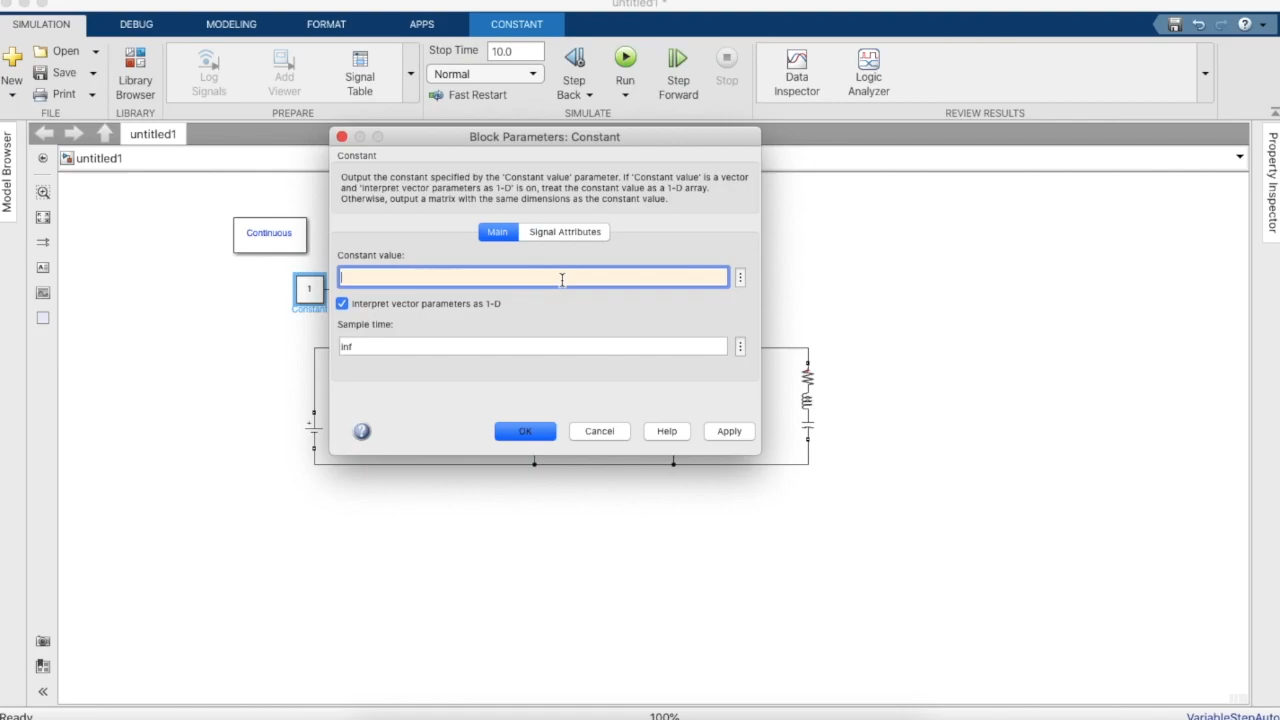 untitled1 *
SIMULATION DEBUG MODELING FORMAT APPS CONSTANT
New
Open
Save
Print
FILE
Library Browser
LIBRARY
Log Signals
Add Viewer
Signal Table
PREPARE
Stop Time 10.0
Normal
Fast Restart
Step Back
Run
Step Forward
Stop
SIMULATE
Data Inspector
Logic Analyzer
REVIEW RESULTS
untitled1
untitled1
Model Browser
Property Inspector
Continuous
1
Constant
Block Parameters: Constant
Constant
Output the constant specified by the 'Constant value' parameter. If 'Constant value' is a vector
and 'Interpret vector parameters as 1-D' is on, treat the constant value as a 1-D array.
Otherwise, output a matrix with the same dimensions as the constant value.
Main Signal Attributes
Constant value:
Interpret vector parameters as 1-D
Sample time:
inf
OK Cancel Help Apply
Ready
100%
VariableStepAuto